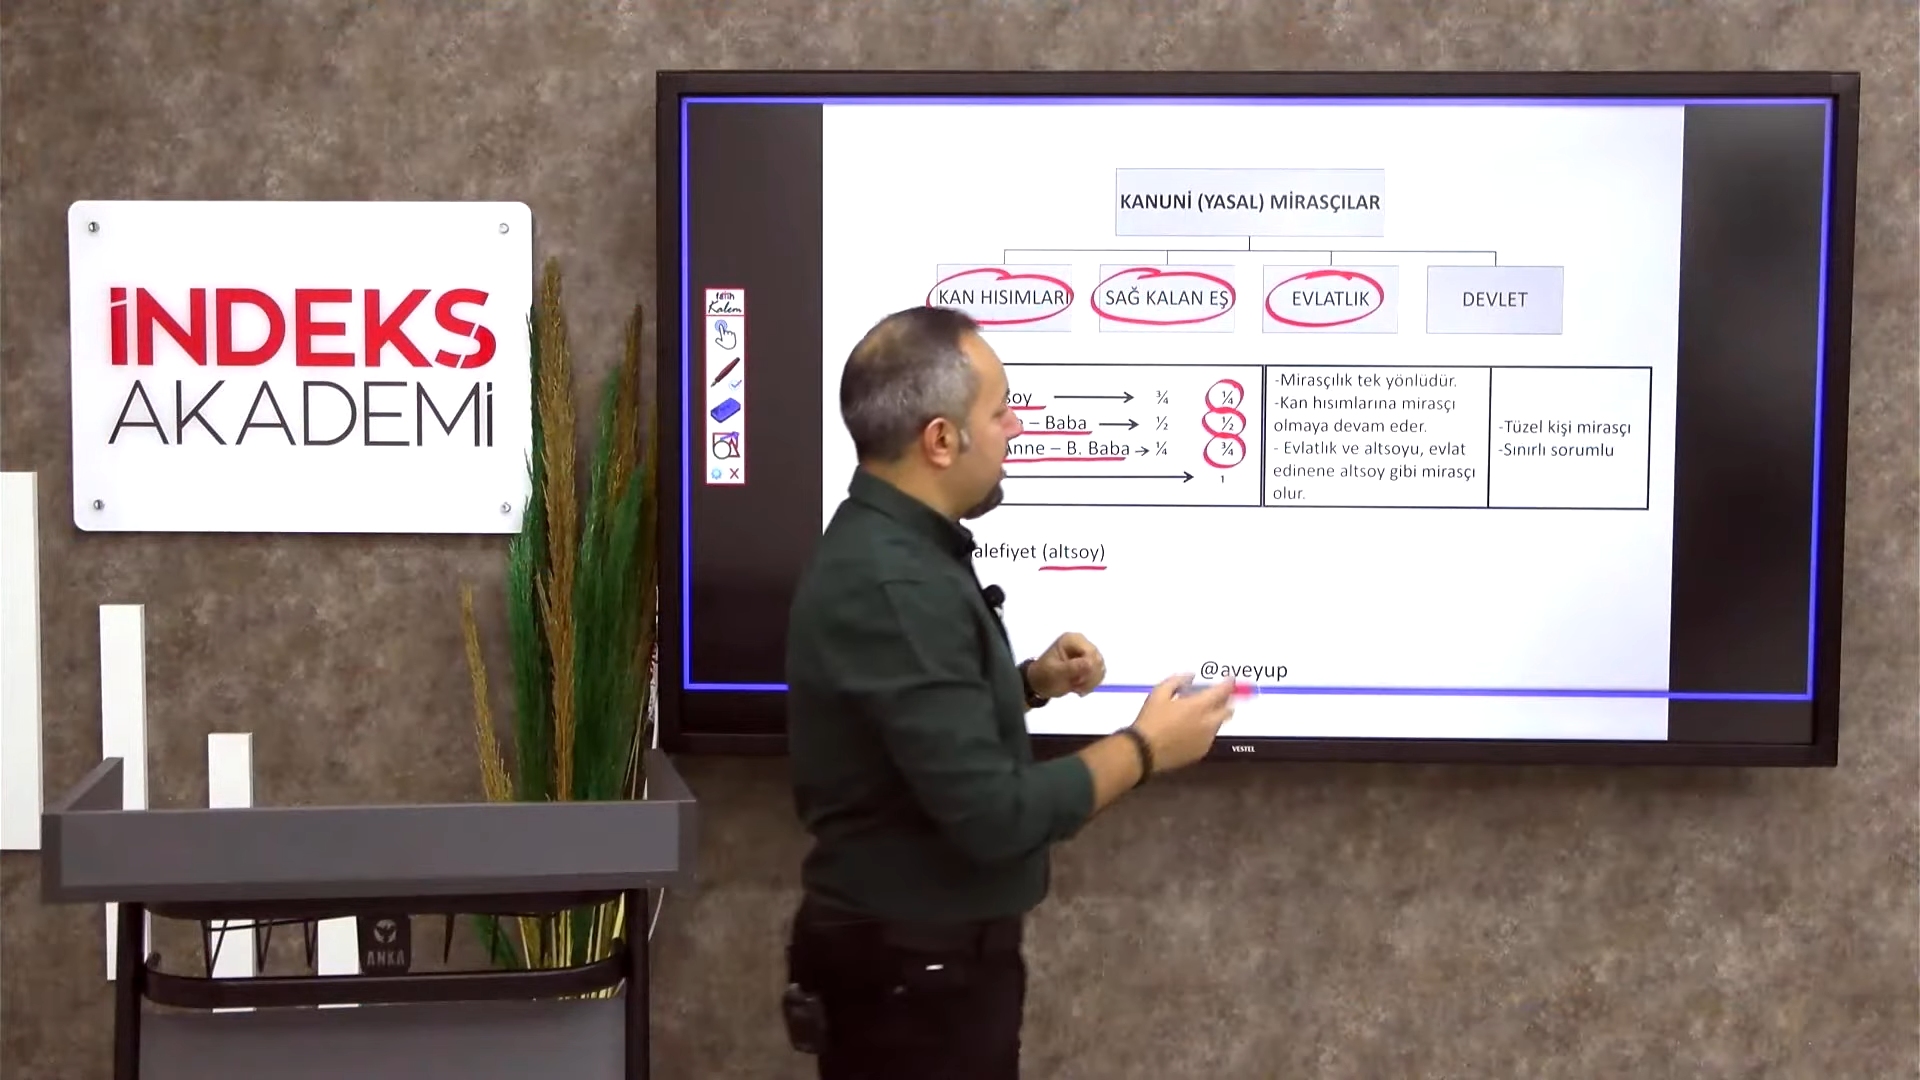 İNDEKS
AKADEMİ
ANKA
fatih
Kalem
KANUNİ (YASAL) MİRASÇILAR
KAN HISIMLARI
SAĞ KALAN EŞ
EVLATLIK
DEVLET
soy → ¾ ¼
– Baba → ½ ½
Anne – B. Baba → ¼ ¾
→ 1
-Mirasçılık tek yönlüdür.
-Kan hısımlarına mirasçı
olmaya devam eder.
- Evlatlık ve altsoyu, evlat
edinene altsoy gibi mirasçı
olur.
-Tüzel kişi mirasçı
-Sınırlı sorumlu
alefiyet (altsoy)
@aveyup
VESTEL